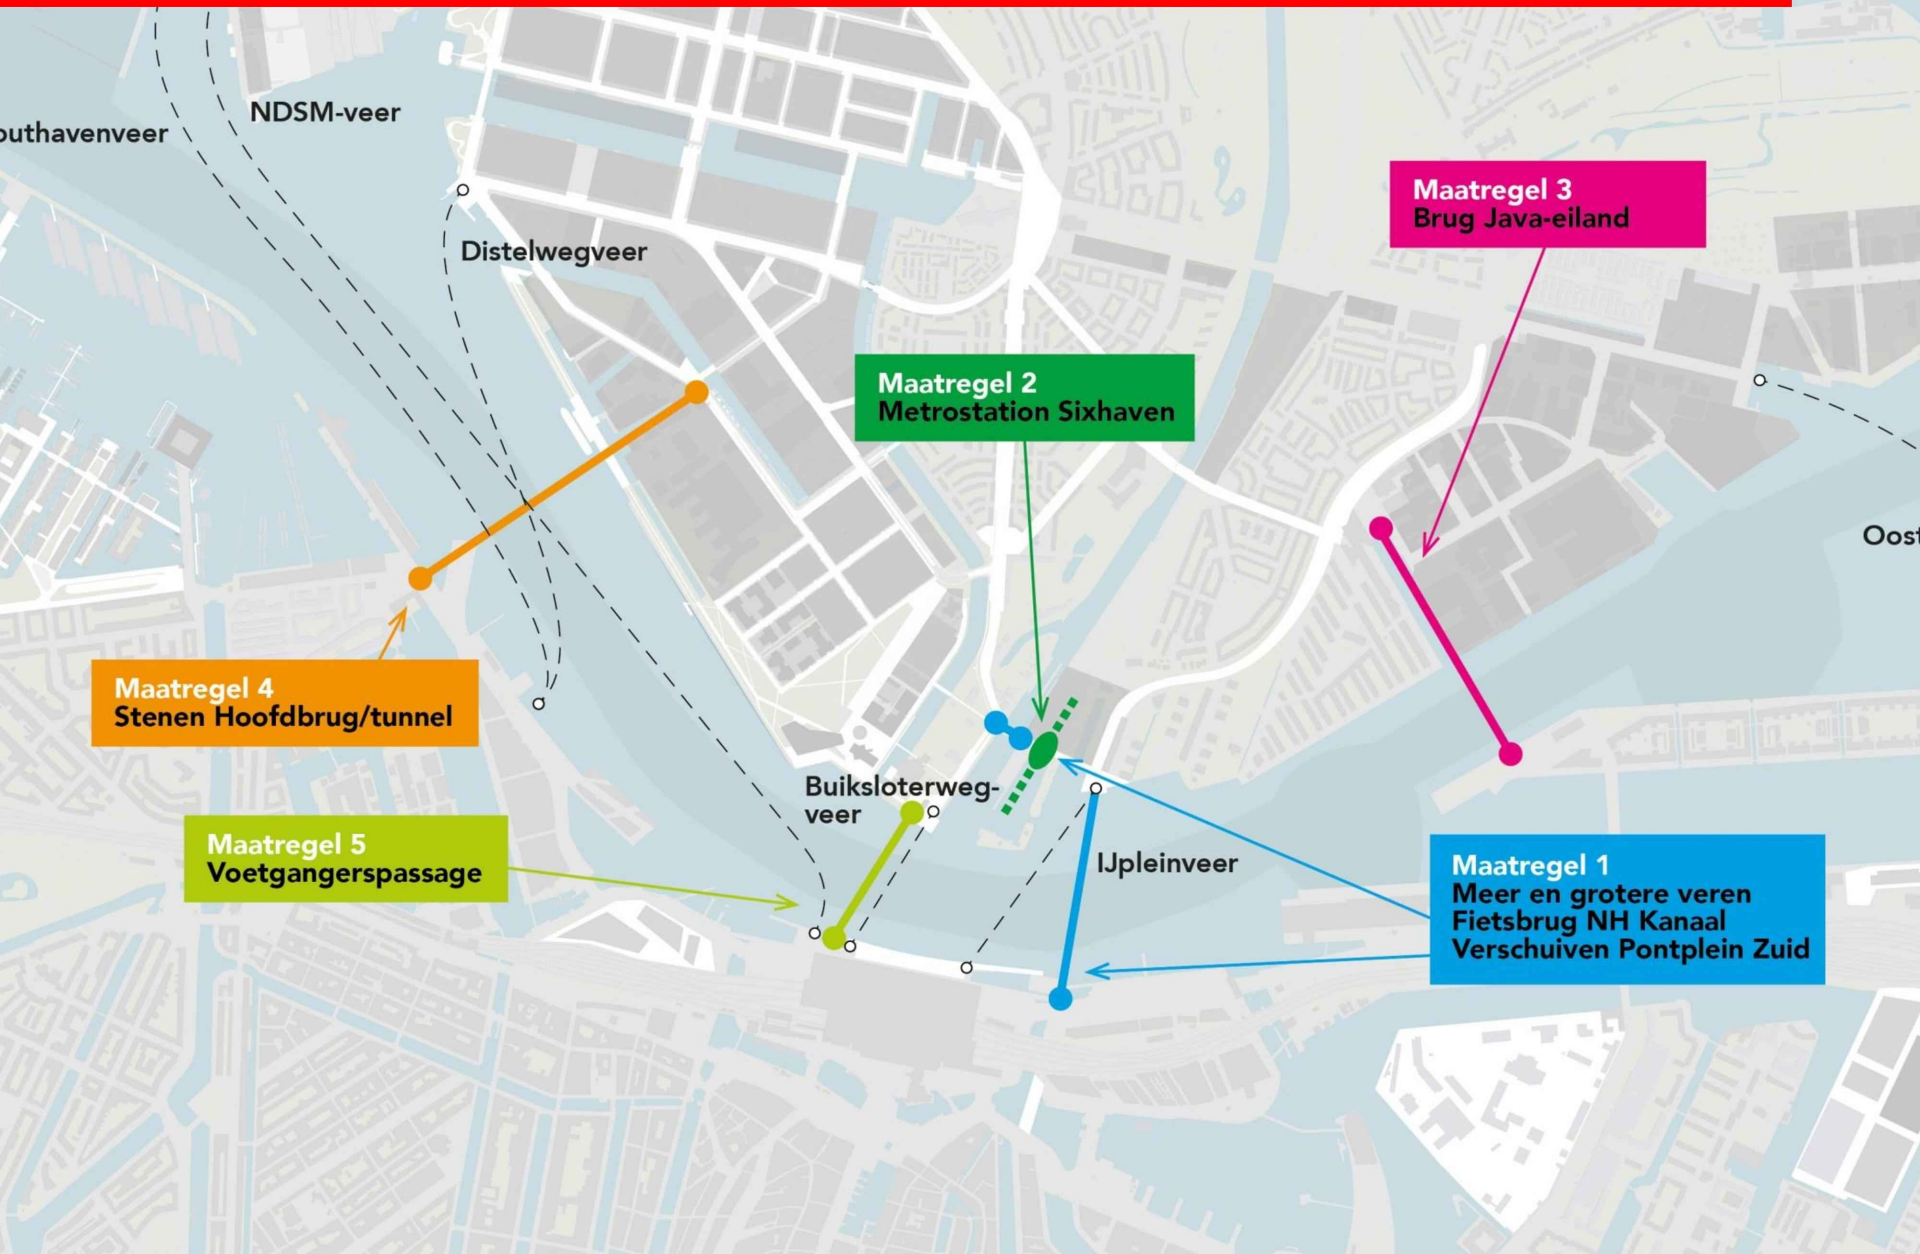 NDSM-veer
outhavenveer
Distelwegveer
Maatregel 3
Brug Java-eiland
Maatregel 2
Metrostation Sixhaven
Oost
Maatregel 4
Stenen Hoofdbrug/tunnel
Buiksloterweg-
veer
Maatregel 5
Voetgangerspassage
IJpleinveer
Maatregel 1
Meer en grotere veren
Fietsbrug NH Kanaal
Verschuiven Pontplein Zuid